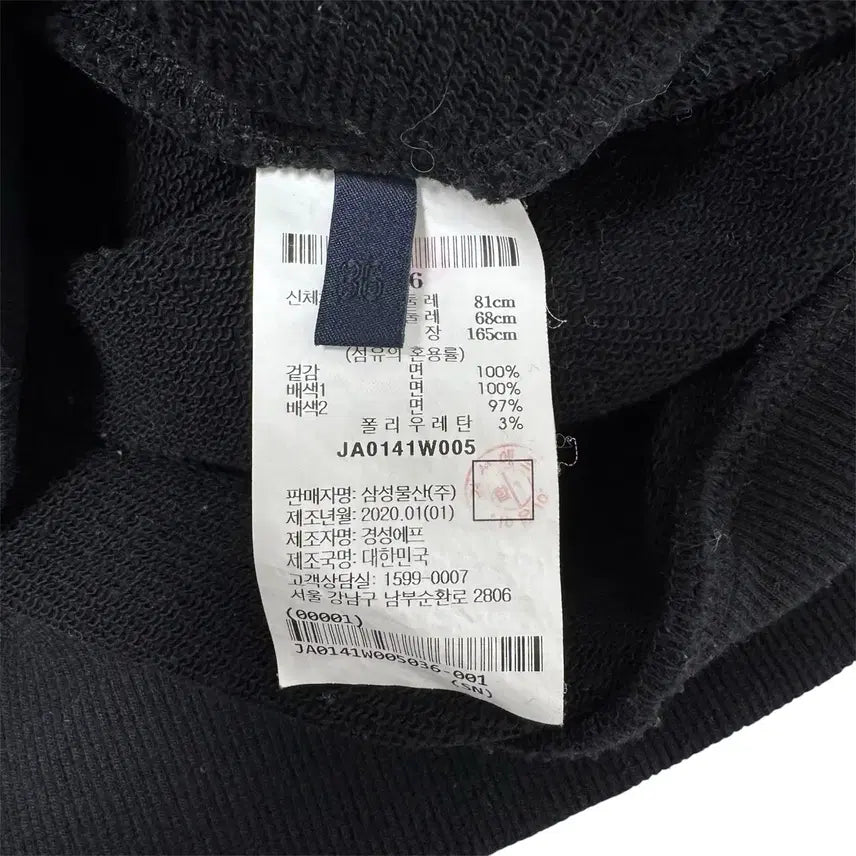 36
6
신체 둘레 81cm
둘레 68cm
장 165cm
(섬유의 혼용률)
겉감 면 100%
배색1 면 100%
배색2 면 97%
폴리우레탄 3%
JA0141W005
판매자명: 삼성물산(주)
제조년월: 2020.01(01)
제조자명: 경성에프
제조국명: 대한민국
고객상담실: 1599-0007
서울 강남구 남부순환로 2806
(00001)
JA0141W005036-001
(SN)